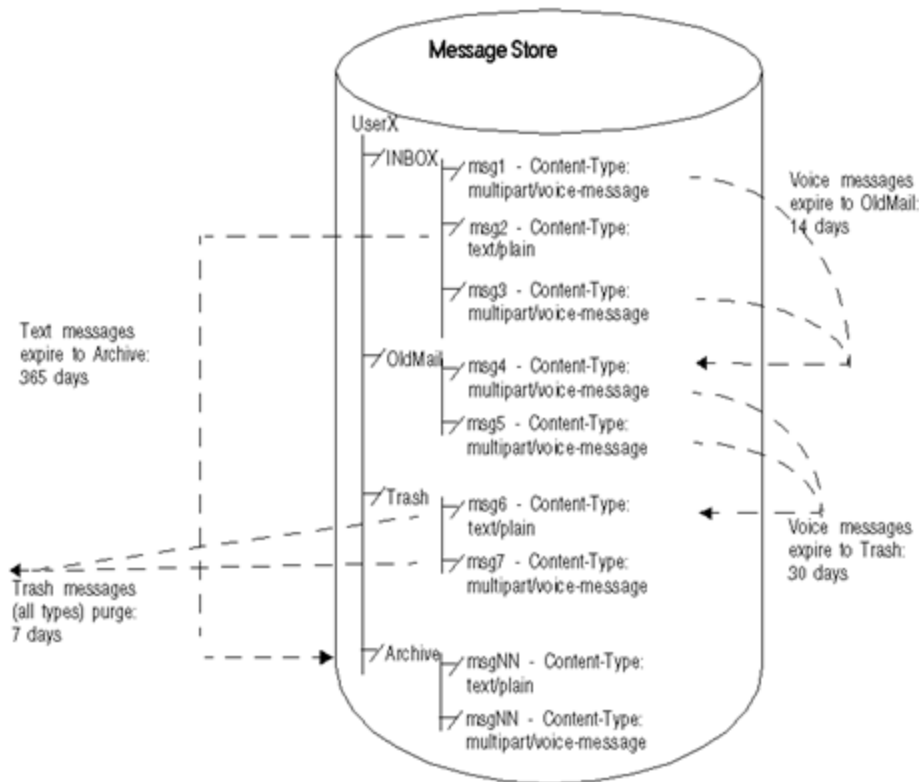 Message Store
UserX
INBOX
msg1 - Content-Type:
multipart/voice-message
msg2 - Content-Type:
text/plain
msg3 - Content-Type:
multipart/voice-message
Voice messages
expire to OldMail:
14 days
Text messages
expire to Archive:
365 days
OldMail
msg4 - Content-Type:
multipart/voice-message
msg5 - Content-Type:
multipart/voice-message
Trash
msg6 - Content-Type:
text/plain
msg7 - Content-Type:
multipart/voice-message
Voice messages
expire to Trash:
30 days
Trash messages
(all types) purge:
7 days
Archive
msgNN - Content-Type:
text/plain
msgNN - Content-Type:
multipart/voice-message